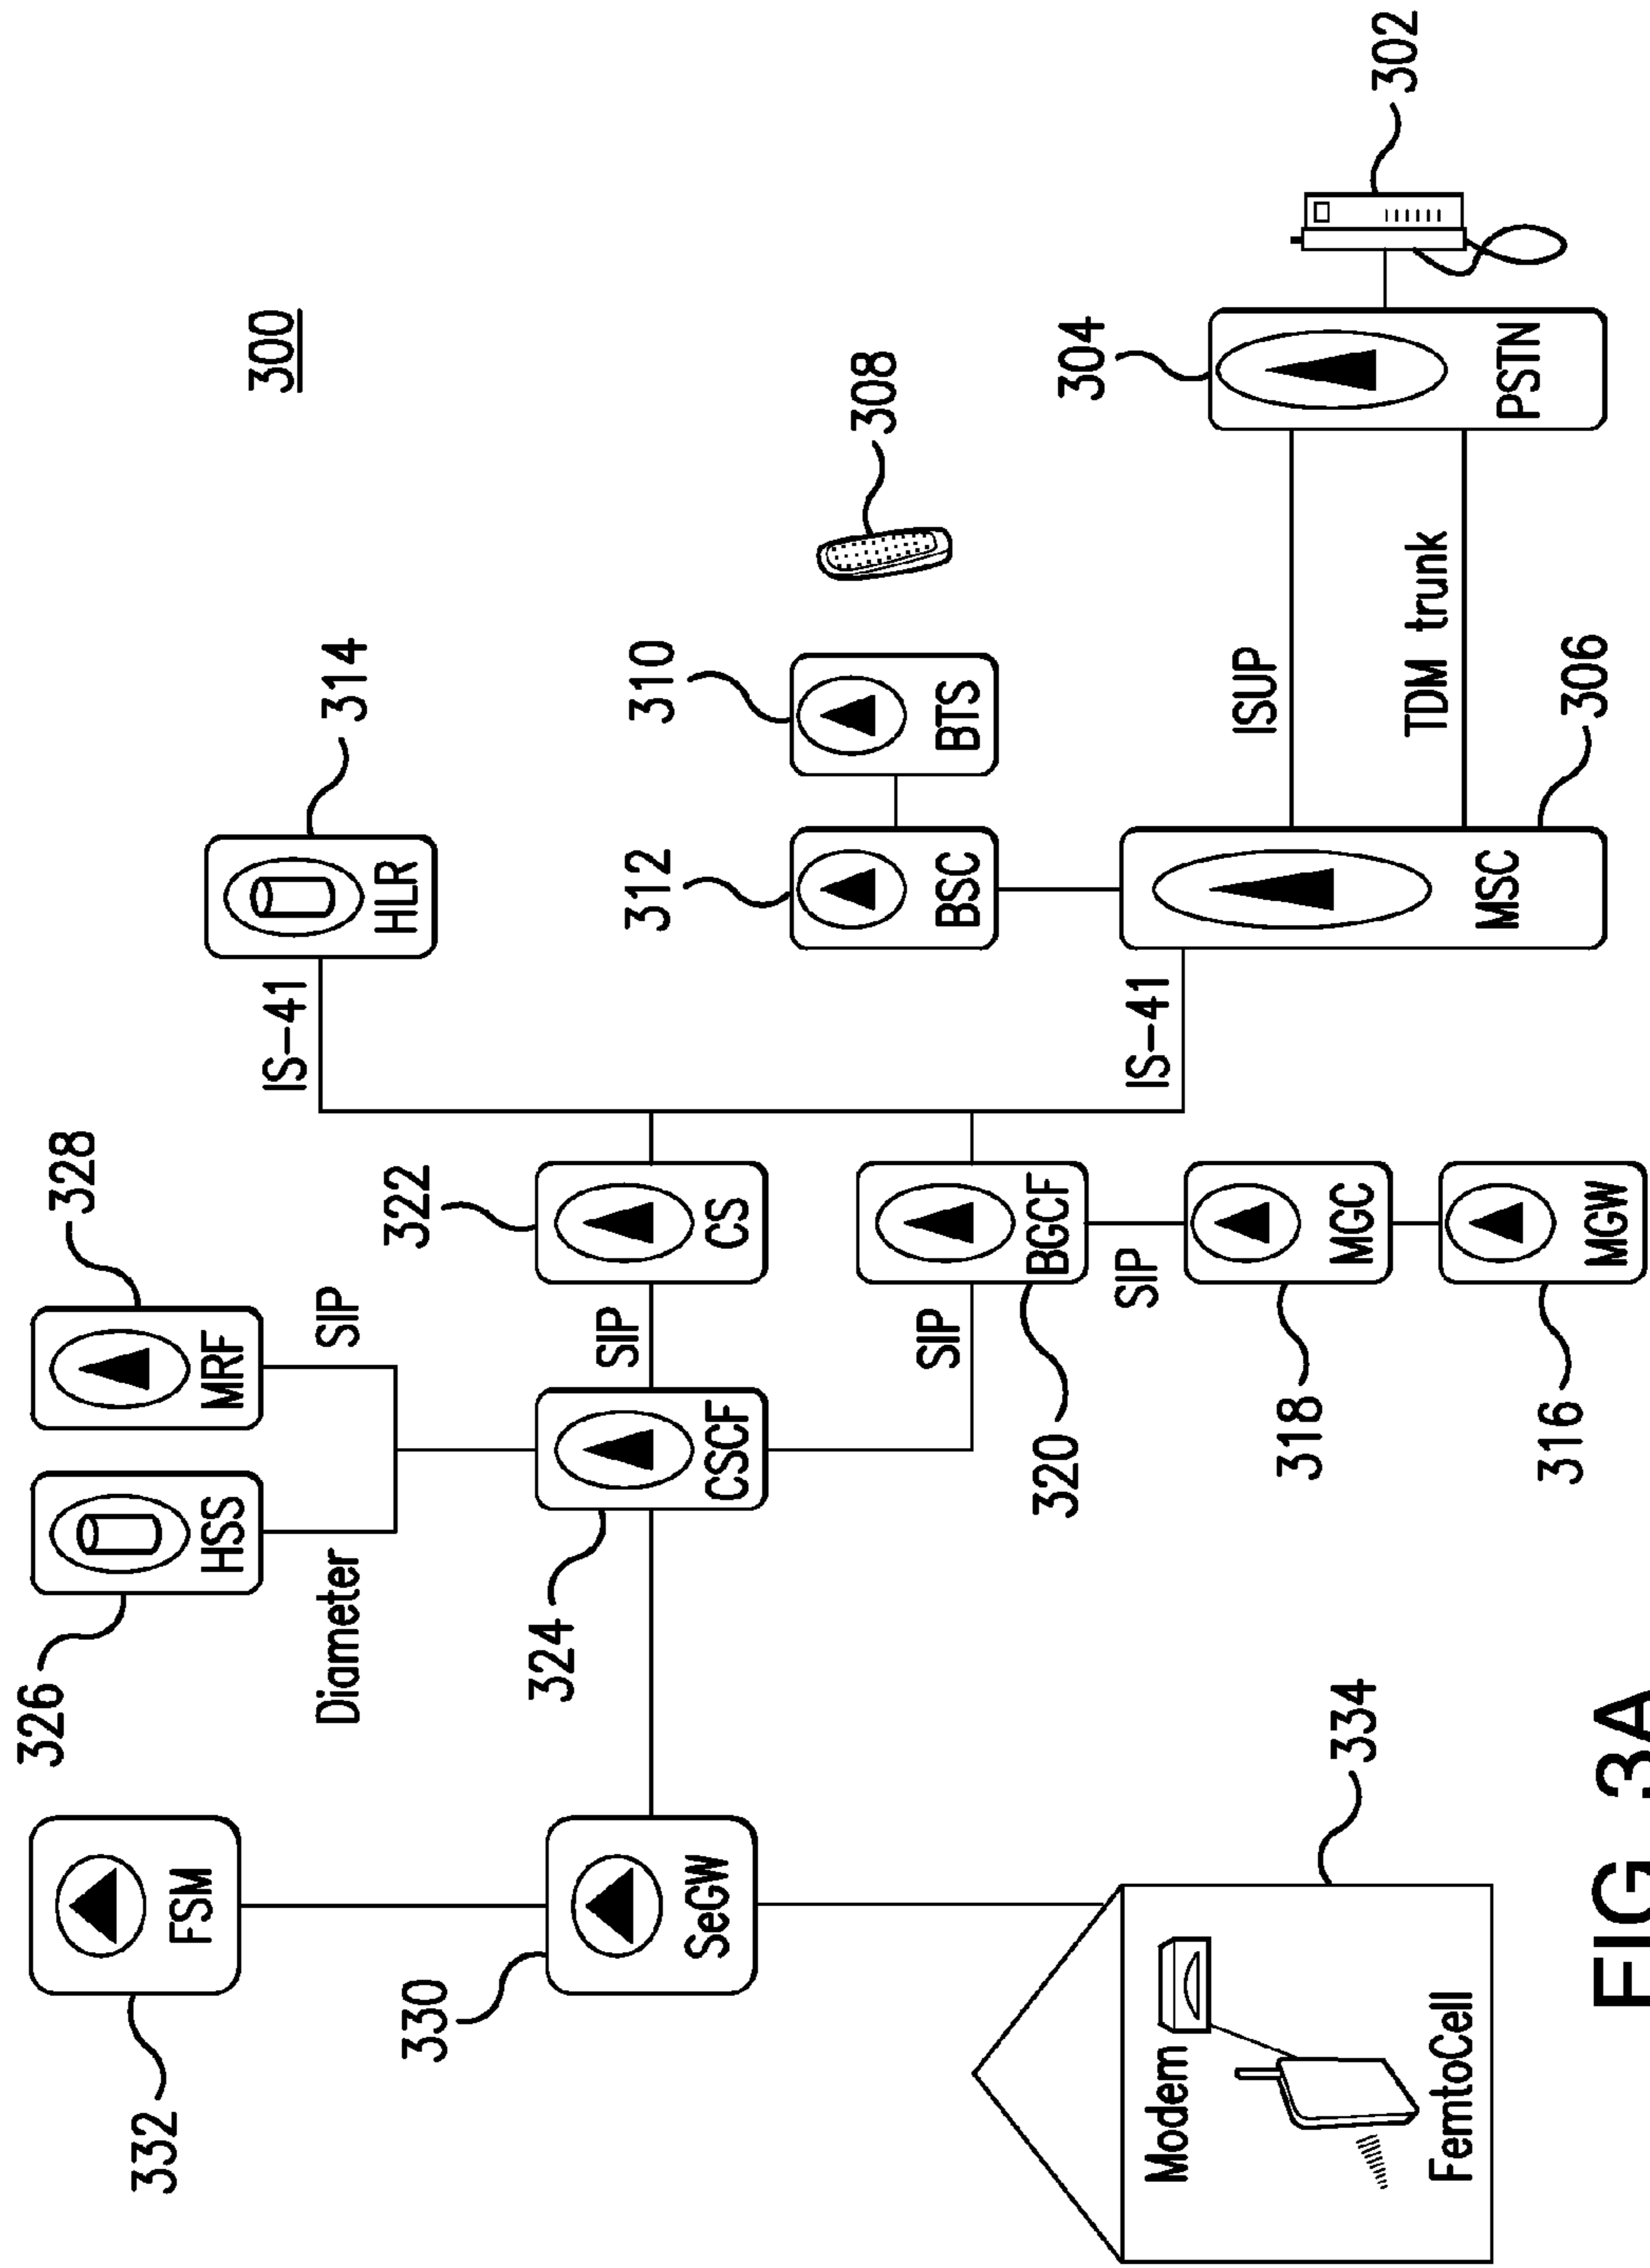 300
332
FSM
326
HSS
328
MRF
Diameter
SIP
IS-41
314
HLR
330
SeGW
324
CSCF
SIP
322
CS
312
BSC
310
BTS
308
SIP
BGCF
320
SIP
IS-41
MSC
306
ISUP
TDM trunk
304
PSTN
302
318
MGC
316
MGW
334
Modem
FemtoCell
FIG. 3A